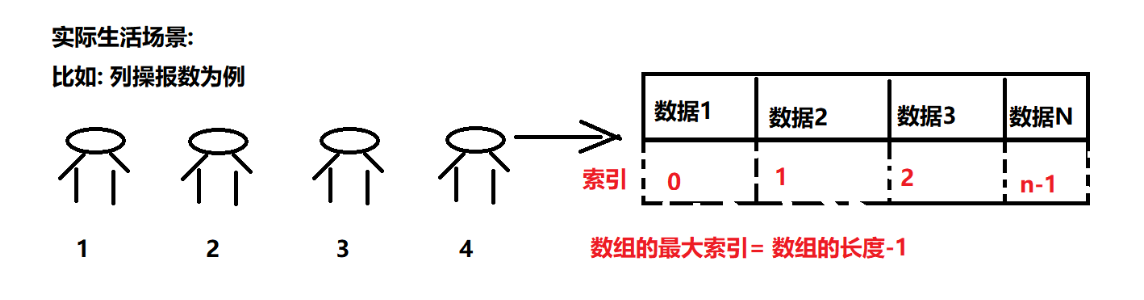 实际生活场景:
比如: 列操报数为例
数据1 数据2 数据3 数据N
索引 0 1 2 n-1
1 2 3 4
数组的最大索引= 数组的长度-1